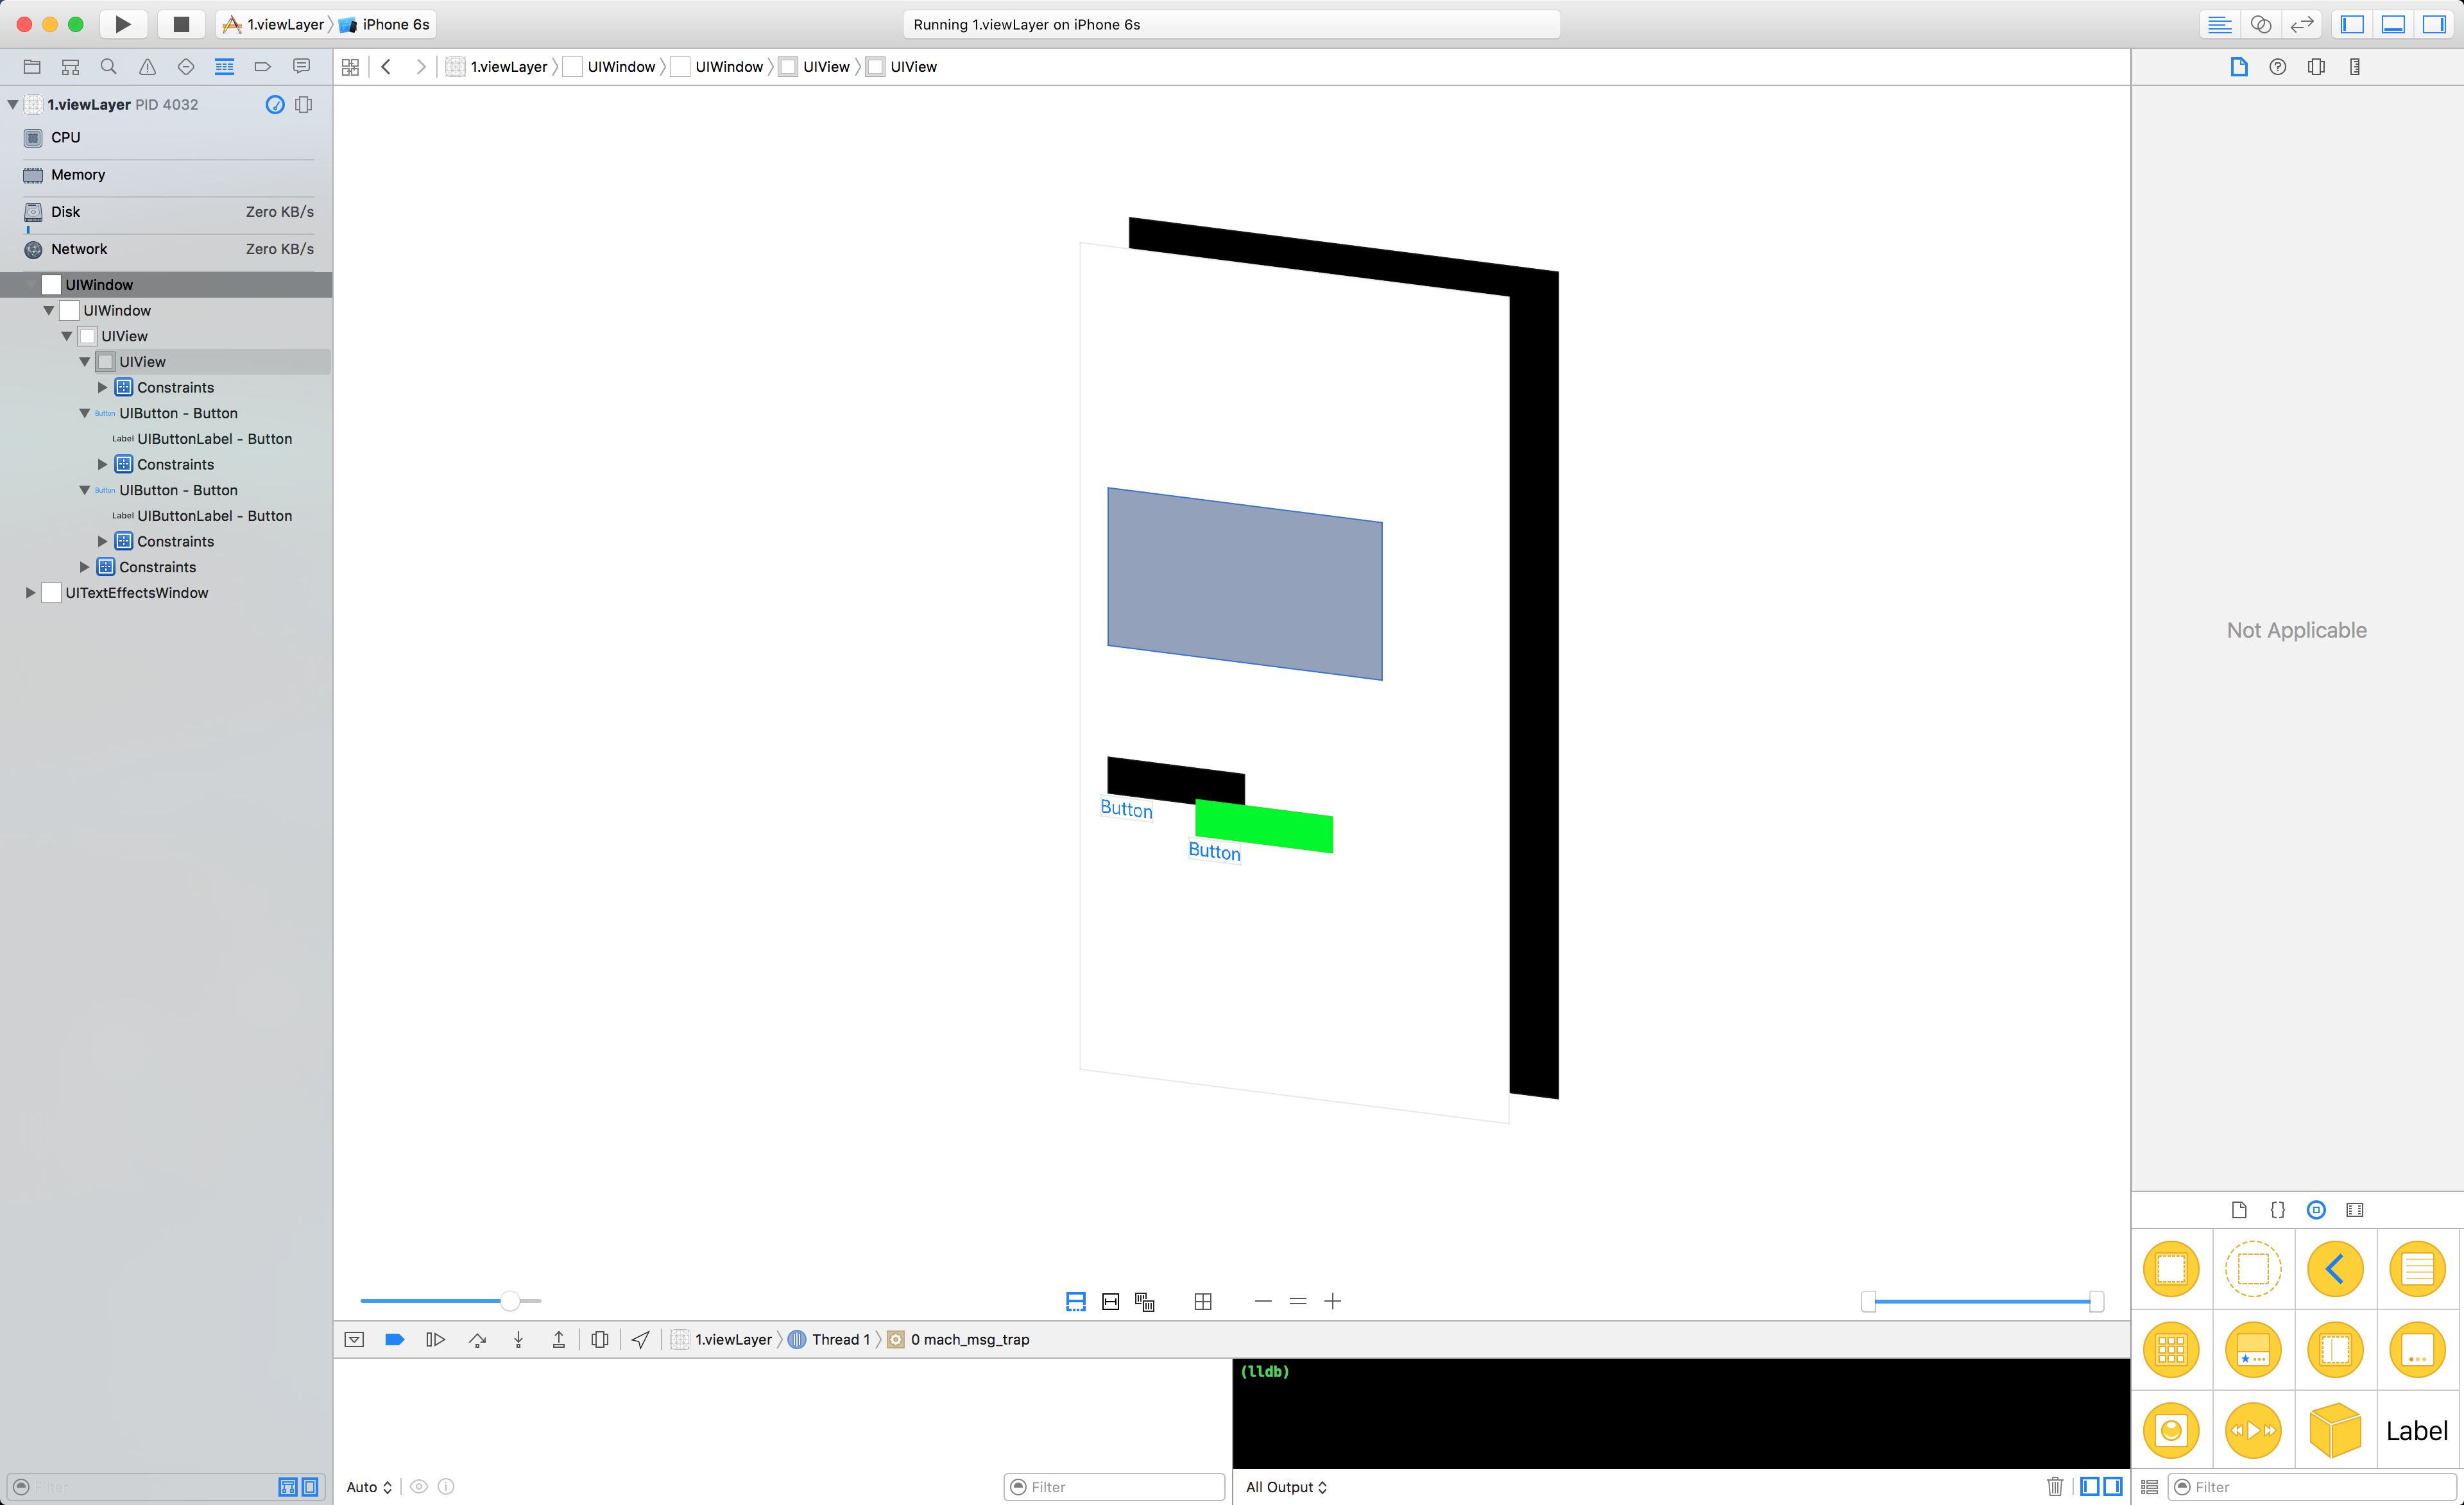 1.viewLayer iPhone 6s
Running 1.viewLayer on iPhone 6s
1.viewLayer UIWindow UIWindow UIView UIView
1.viewLayer PID 4032
CPU
Memory
Disk Zero KB/s
Network Zero KB/s
UIWindow
UIWindow
UIView
UIView
Constraints
Button UIButton - Button
Label UIButtonLabel - Button
Constraints
Button UIButton - Button
Label UIButtonLabel - Button
Constraints
Constraints
UITextEffectsWindow
Filter
Button
Button
1.viewLayer Thread 1 0 mach_msg_trap
(lldb)
Auto
Filter
All Output
Not Applicable
Label
Filter